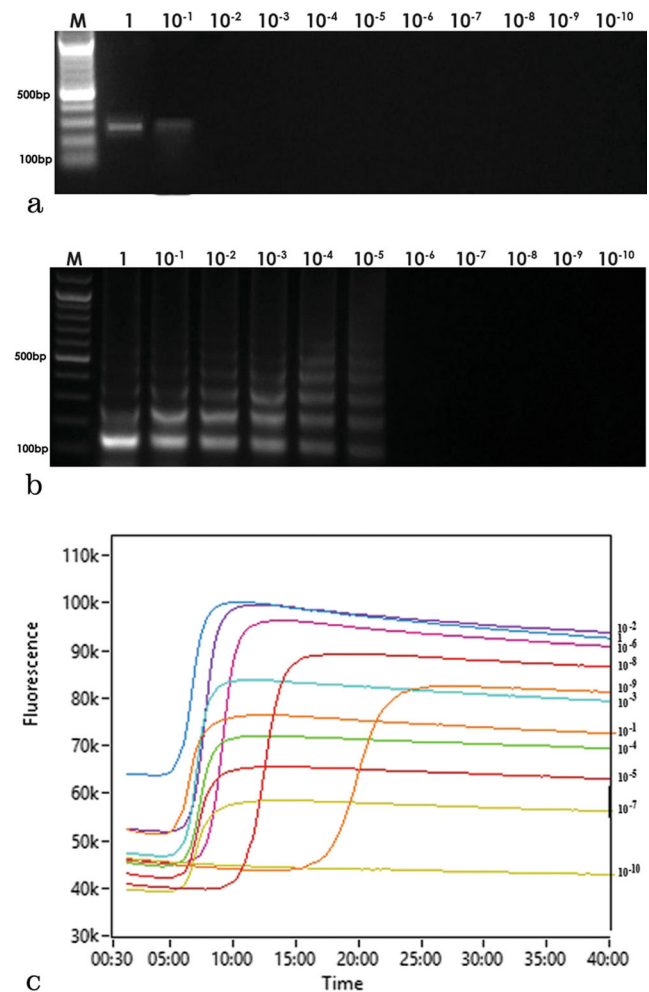 M 1 10-1 10-2 10-3 10-4 10-5 10-6 10-7 10-8 10-9 10-10
500bp
100bp
a
M 1 10-1 10-2 10-3 10-4 10-5 10-6 10-7 10-8 10-9 10-10
500bp
100bp
b
110k
100k
90k
80k
70k
60k
50k
40k
30k
Fluorescence
10-2
1
10-6
10-8
10-9
10-3
10-1
10-4
10-5
10-7
10-10
00:30 05:00 10:00 15:00 20:00 25:00 30:00 35:00 40:00
Time
c